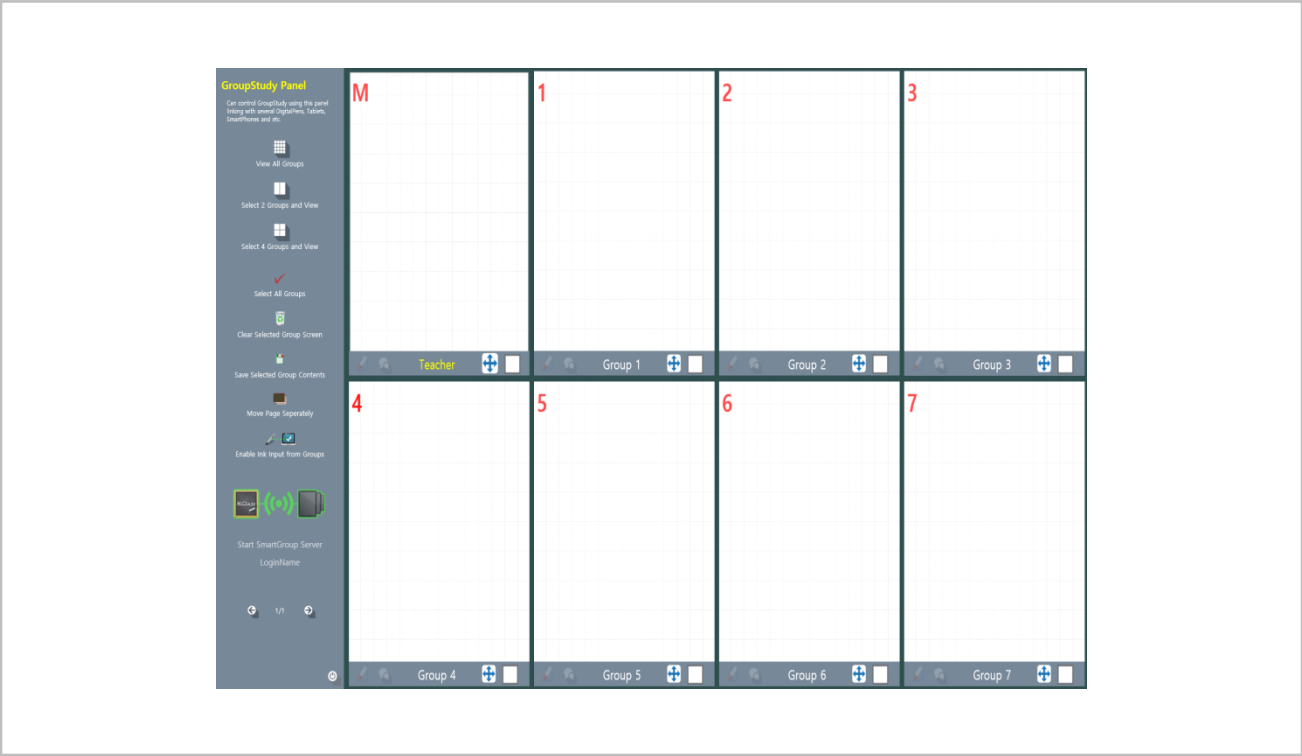 GroupStudy Panel
Can control GroupStudy using this panel
linking with several DigitalPens, Tablets,
SmartPhones and etc.
View All Groups
Select 2 Groups and View
Select 4 Groups and View
Select All Groups
Clear Selected Group Screen
Save Selected Group Contents
Move Page Seperately
Enable Ink Input from Groups
Start SmartGroup Server
LoginName
1/1
M
1
2
3
Teacher
Group 1
Group 2
Group 3
4
5
6
7
Group 4
Group 5
Group 6
Group 7